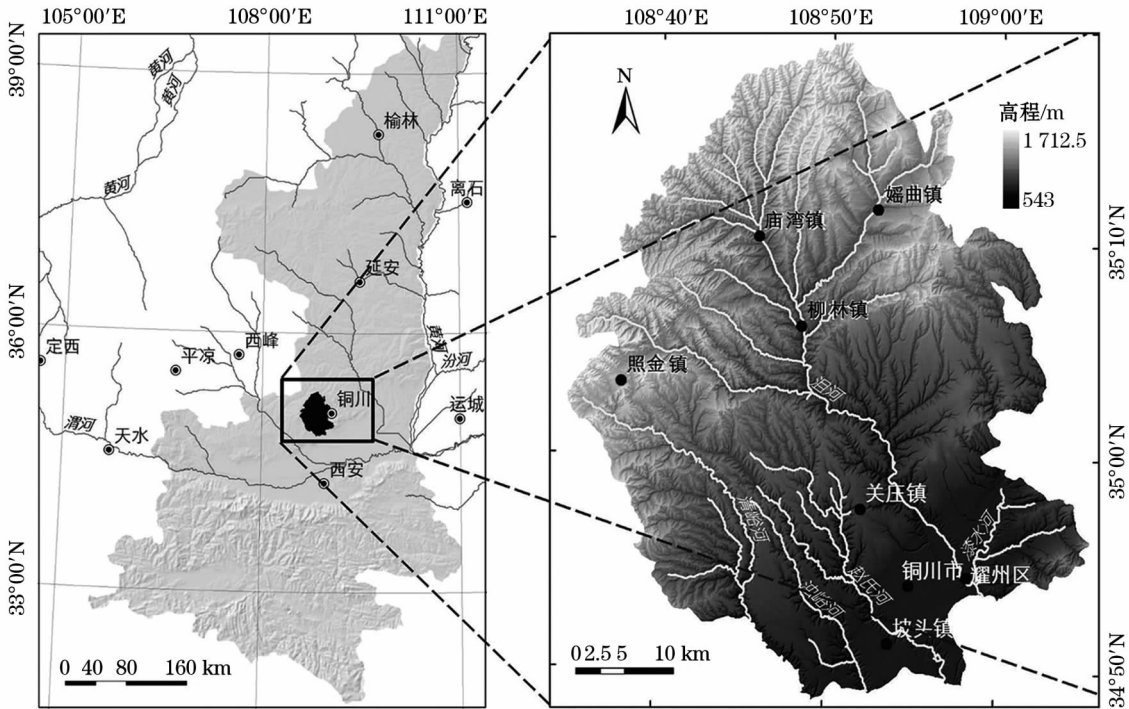 105°00′E 108°00′E 111°00′E
39°00′N
36°00′N
33°00′N
黄河
黄河
黄河
榆林
离石
延安
黄河
汾河
定西
平凉
西峰
铜川
运城
渭河
天水
西安
0 40 80 160 km
108°40′E 108°50′E 109°00′E
N
高程/m
1 712.5
543
瑶曲镇
庙湾镇
35°10′N
柳林镇
照金镇
沮河
35°00′N
关庄镇
浊峪河
漆水河
铜川市
耀州区
赵氏河
坡头镇
34°50′N
0 2.5 5 10 km